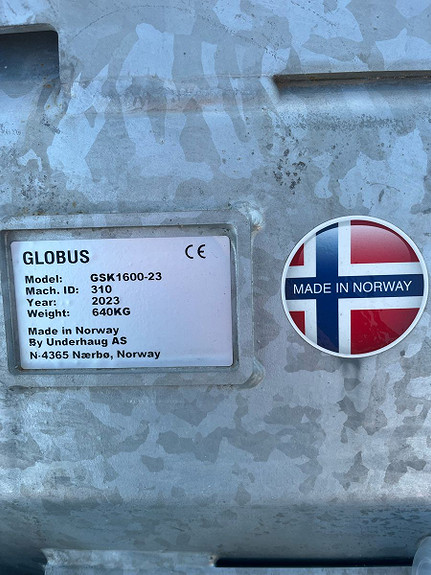 GLOBUS CE
Model: GSK1600-23
Mach. ID: 310
Year: 2023
Weight: 640KG
Made in Norway
By Underhaug AS
N-4365 Nærbø, Norway
MADE IN NORWAY